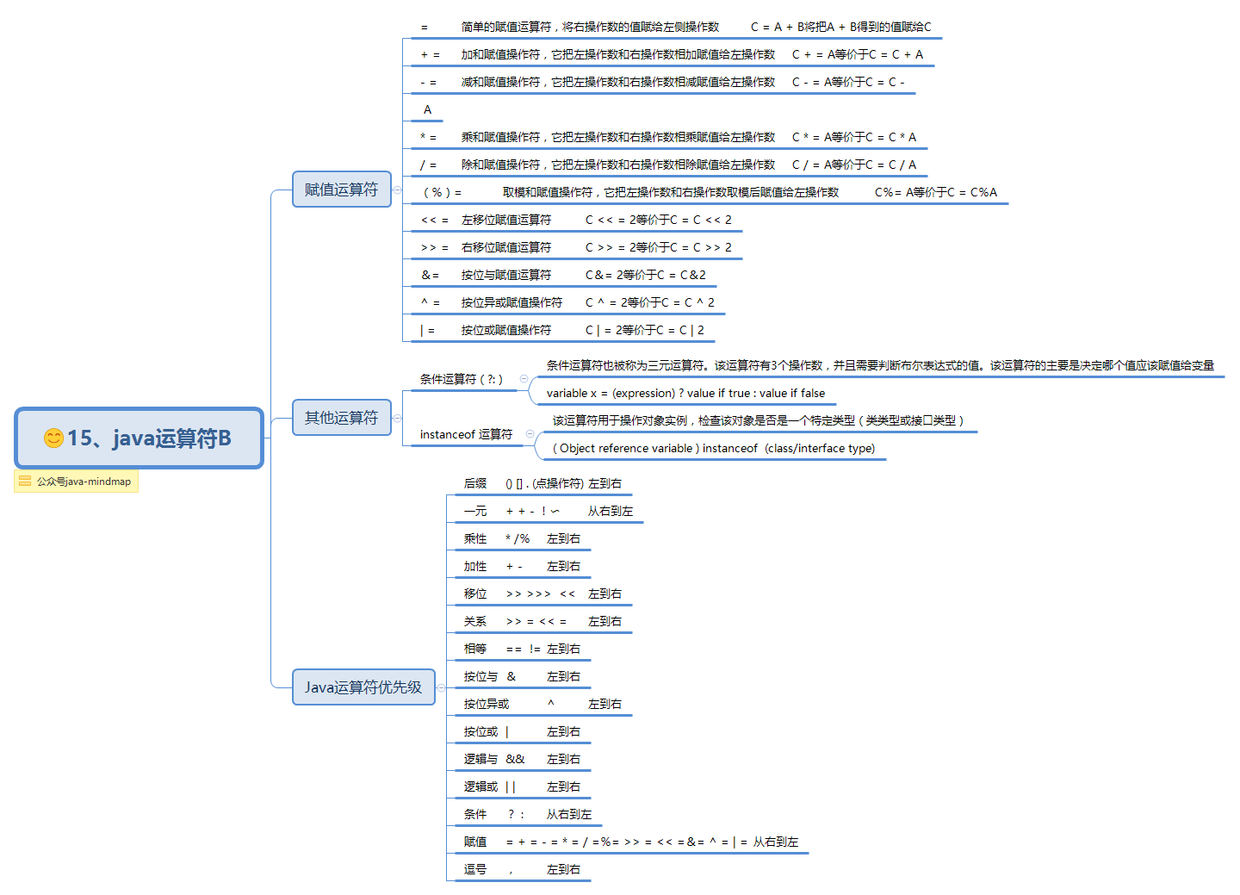 = 简单的赋值运算符，将右操作数的值赋给左侧操作数 C = A + B将把A + B得到的值赋给C
+ = 加和赋值操作符，它把左操作数和右操作数相加赋值给左操作数 C + = A等价于C = C + A
- = 减和赋值操作符，它把左操作数和右操作数相减赋值给左操作数 C - = A等价于C = C -
A
* = 乘和赋值操作符，它把左操作数和右操作数相乘赋值给左操作数 C * = A等价于C = C * A
/ = 除和赋值操作符，它把左操作数和右操作数相除赋值给左操作数 C / = A等价于C = C / A
赋值运算符
（％）= 取模和赋值操作符，它把左操作数和右操作数取模后赋值给左操作数 C％= A等价于C = C％A
<< = 左移位赋值运算符 C << = 2等价于C = C << 2
>> = 右移位赋值运算符 C >> = 2等价于C = C >> 2
＆= 按位与赋值运算符 C＆= 2等价于C = C＆2
^ = 按位异或赋值操作符 C ^ = 2等价于C = C ^ 2
| = 按位或赋值操作符 C | = 2等价于C = C | 2
其他运算符
条件运算符（?:）
条件运算符也被称为三元运算符。该运算符有3个操作数，并且需要判断布尔表达式的值。该运算符的主要是决定哪个值应该赋值给变量
variable x = (expression) ? value if true : value if false
instanceof 运算符
该运算符用于操作对象实例，检查该对象是否是一个特定类型（类类型或接口类型）
( Object reference variable ) instanceof (class/interface type)
😊15、java运算符B
公众号java-mindmap
Java运算符优先级
后缀 () [] . (点操作符) 左到右
一元 + + - ！〜 从右到左
乘性 * /％ 左到右
加性 + - 左到右
移位 >> >>> << 左到右
关系 >> = << = 左到右
相等 == != 左到右
按位与 ＆ 左到右
按位异或 ^ 左到右
按位或 | 左到右
逻辑与 && 左到右
逻辑或 | | 左到右
条件 ？： 从右到左
赋值 = + = - = * = / =％= >> = << =＆= ^ = | = 从右到左
逗号 ， 左到右